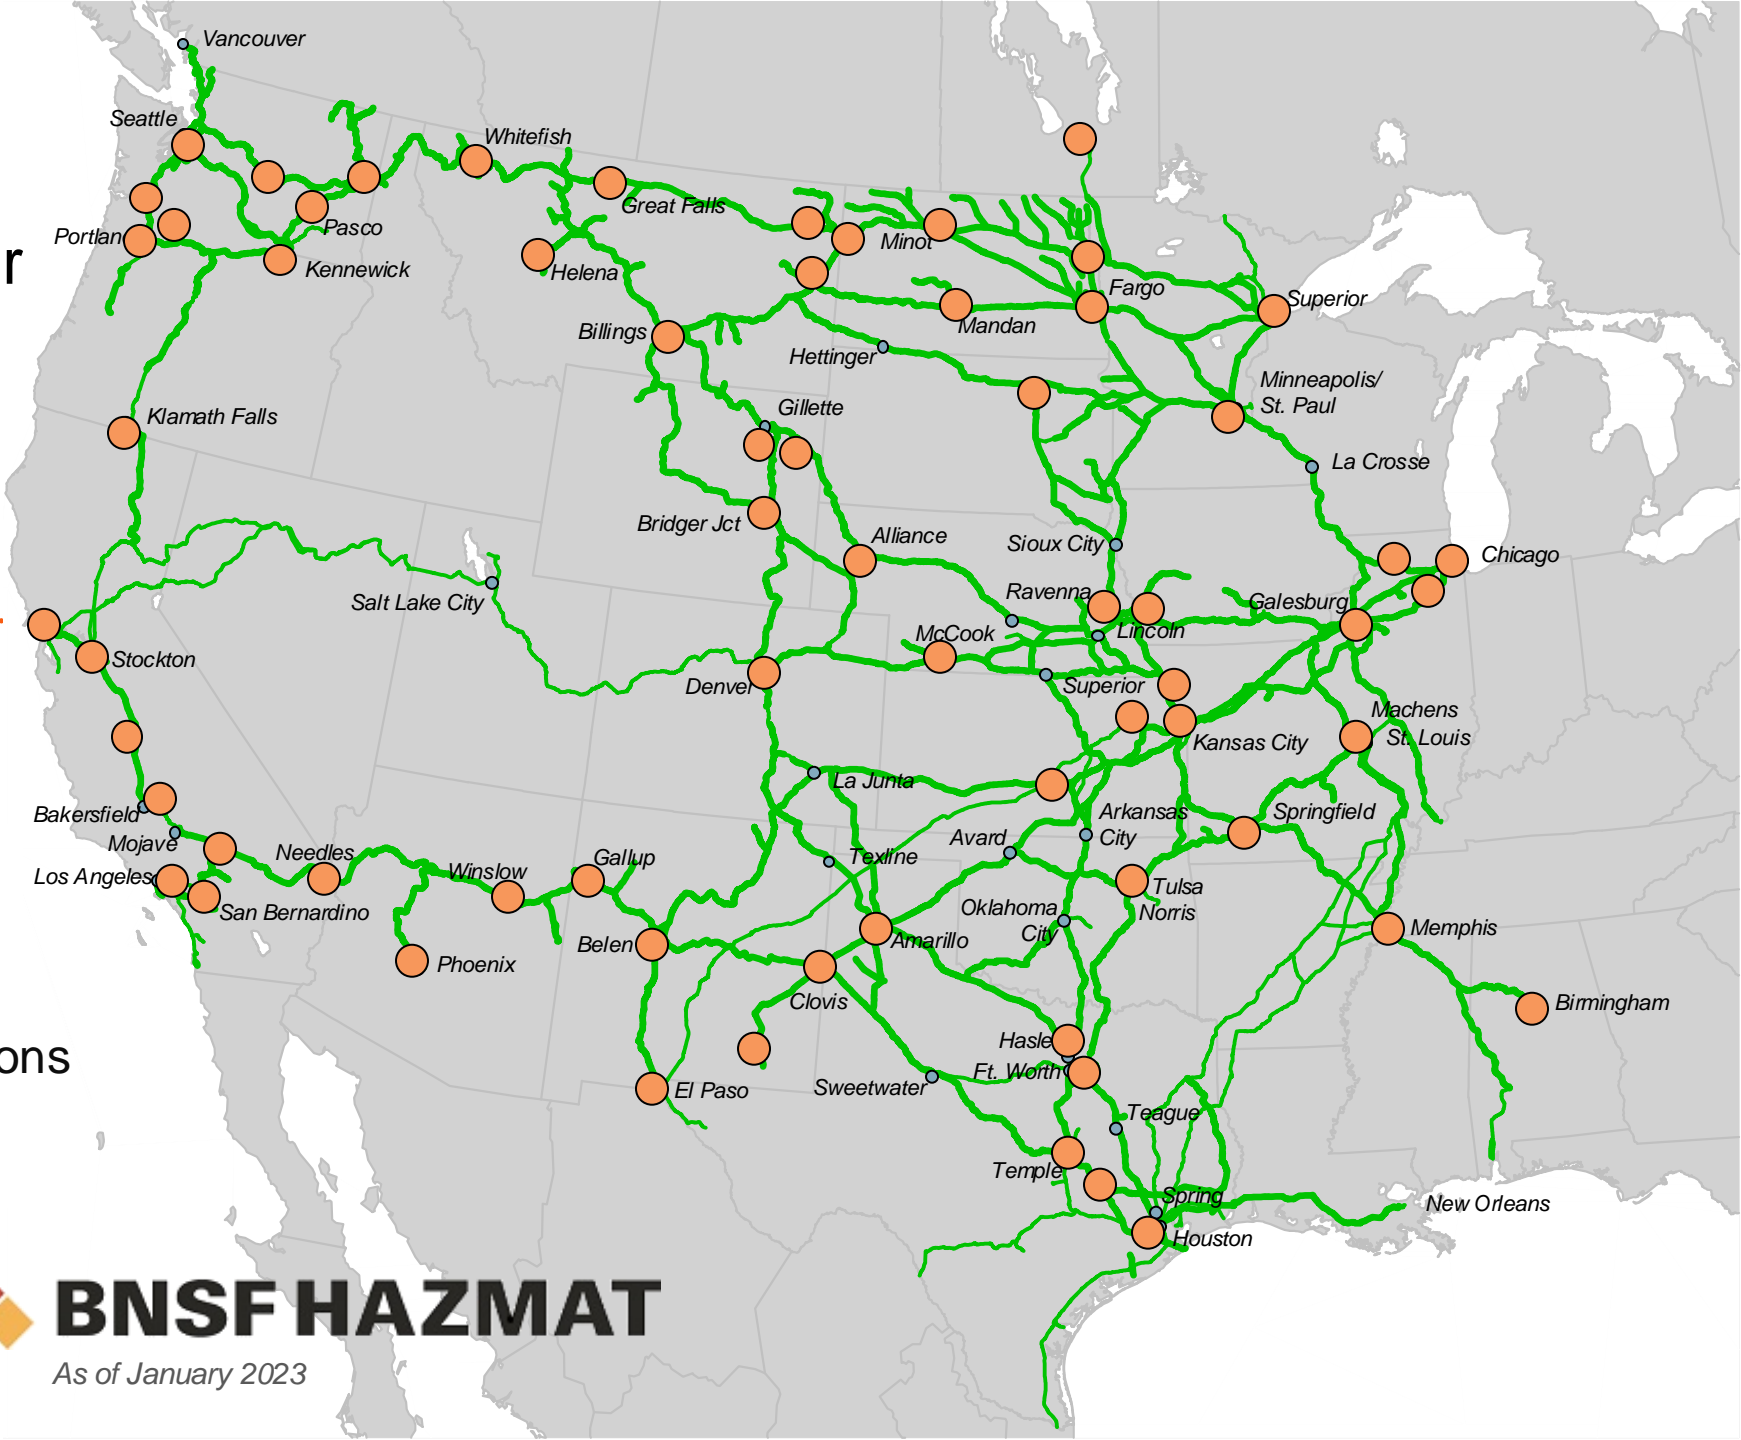 Vancouver
Seattle
Whitefish
Great Falls
Pasco
Portlan
Minot
r
Kennewick
Helena
Fargo
Superior
Mandan
Billings
Hettinger
Minneapolis/
St. Paul
Gillette
Klamath Falls
La Crosse
Bridger Jct
Alliance
Sioux City
Chicago
Salt Lake City
Ravenna
Galesburg
McCook
Lincoln
Stockton
Denver
Superior
Machens
St. Louis
Kansas City
La Junta
Bakersfield
Arkansas
City
Springfield
Mojave
Needles
Avard
Texline
Gallup
Winslow
Los Angeles
Tulsa
San Bernardino
Oklahoma
City
Norris
Belen
Amarillo
Memphis
Phoenix
Clovis
Birmingham
Hasle
ons
Ft. Worth
El Paso
Sweetwater
Teague
Temple
Spring
New Orleans
Houston
BNSF HAZMAT
As of January 2023